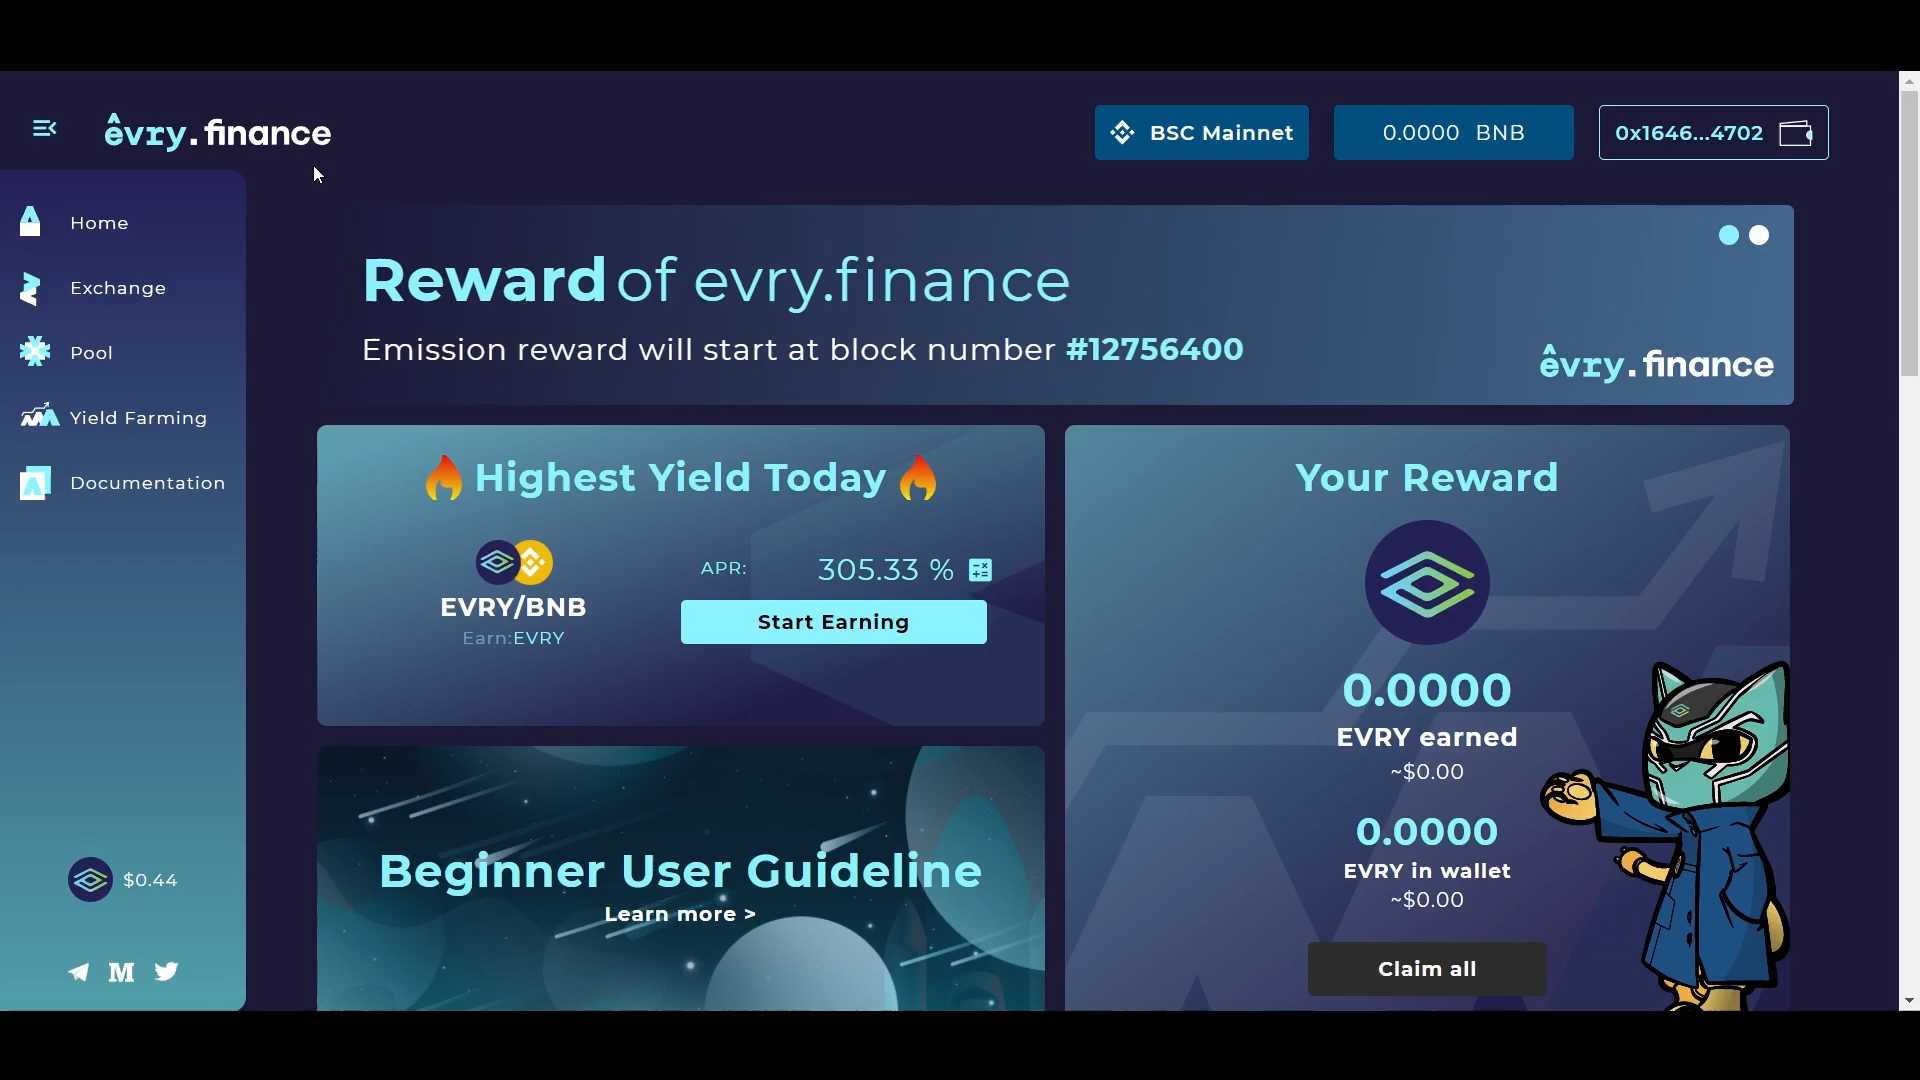 êvry.finance
BSC Mainnet
0.0000 BNB
0x1646...4702
Home
Exchange
Pool
Yield Farming
Documentation
$0.44
M
Reward of evry.finance
Emission reward will start at block number #12756400
êvry.finance
Highest Yield Today
EVRY/BNB
Earn:EVRY
APR: 305.33 %
Start Earning
Beginner User Guideline
Learn more >
Your Reward
0.0000
EVRY earned
~$0.00
0.0000
EVRY in wallet
~$0.00
Claim all